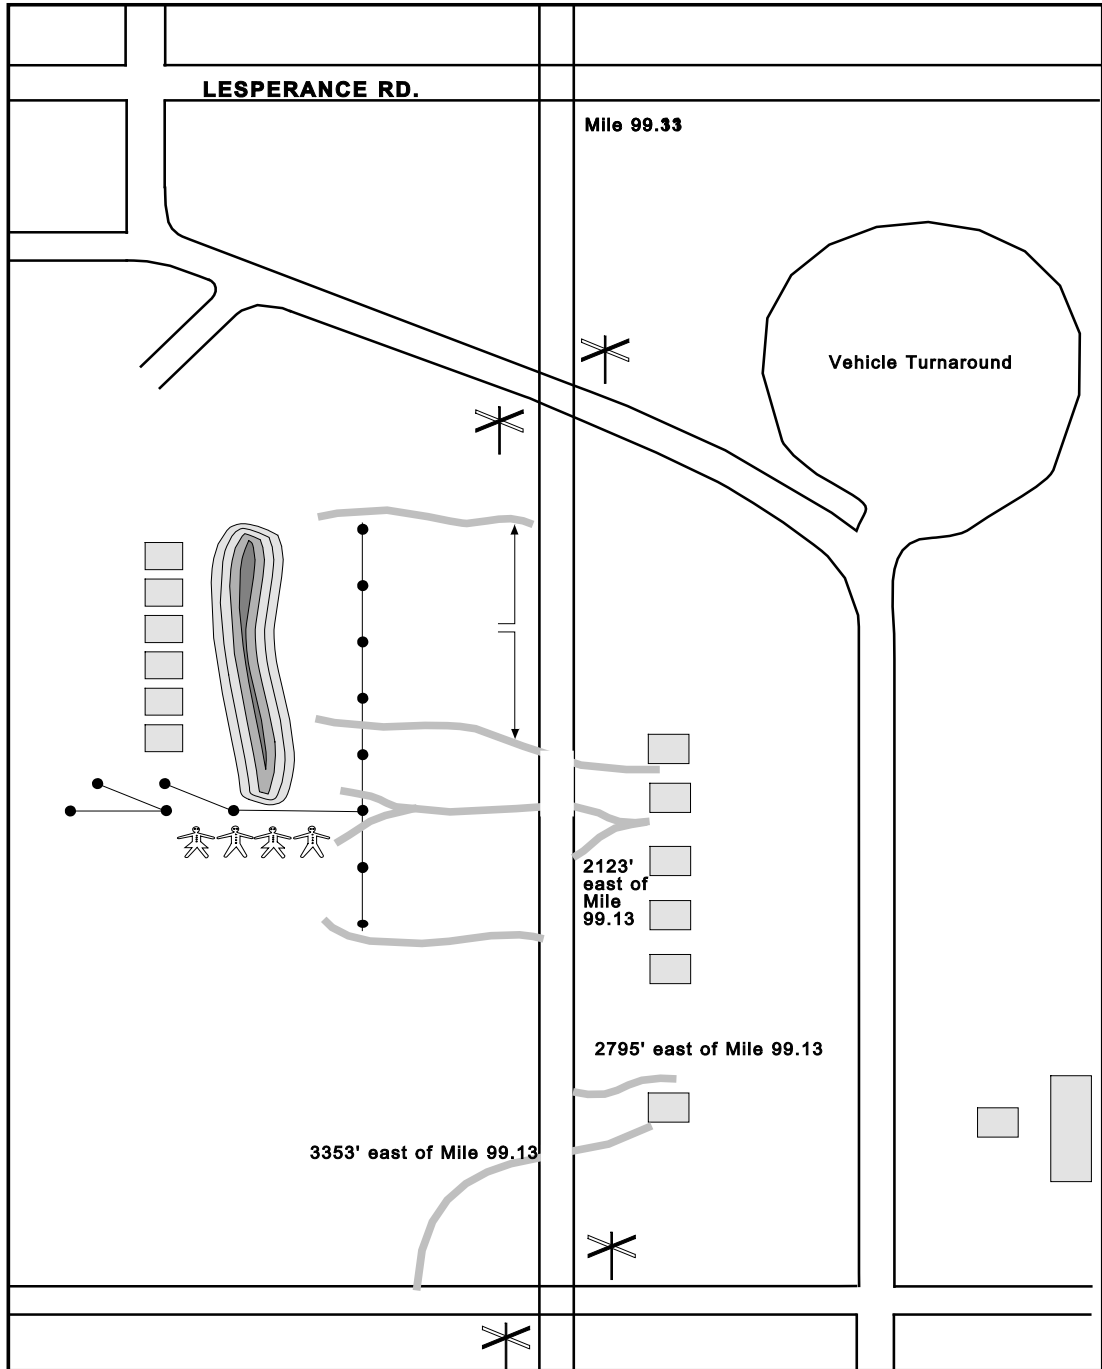 LESPERANCE RD.
Mile 99.33
Vehicle Turnaround
2123'
east of
Mile
99.13
2795' east of Mile 99.13
3353' east of Mile 99.13